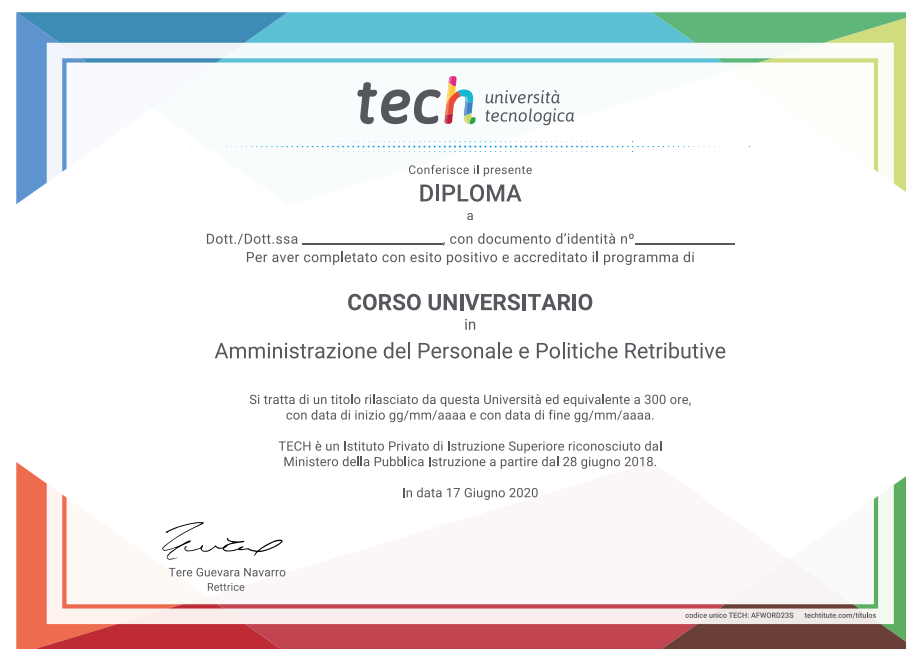 tech università
tecnologica
Conferisce il presente
DIPLOMA
a
Dott./Dott.ssa ____________________, con documento d'identità nº______________
Per aver completato con esito positivo e accreditato il programma di
CORSO UNIVERSITARIO
in
Amministrazione del Personale e Politiche Retributive
Si tratta di un titolo rilasciato da questa Università ed equivalente a 300 ore,
con data di inizio gg/mm/aaaa e con data di fine gg/mm/aaaa.
TECH è un Istituto Privato di Istruzione Superiore riconosciuto dal
Ministero della Pubblica Istruzione a partire dal 28 giugno 2018.
In data 17 Giugno 2020
Tere Guevara Navarro
Rettrice
codice unico TECH: AFWORD23S techtitute.com/titulos